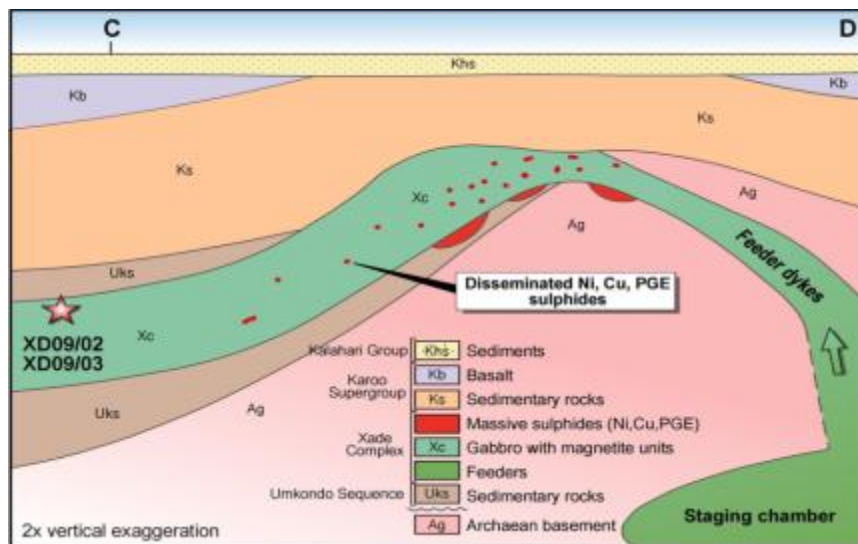 C
D
Khs
Kb
Kb
Ks
Ks
Xc
Ag
Ag
Uks
Feeder dykes
Disseminated Ni, Cu, PGE
sulphides
XD09/02
XD09/03
Xc
Uks
Ag
Kalahari Group Khs Sediments
Kb Basalt
Karoo
Supergroup
Ks Sedimentary rocks
Massive sulphides (Ni,Cu,PGE)
Xade
Complex
Xc Gabbro with magnetite units
Feeders
Umkondo Sequence Uks Sedimentary rocks
Ag Archaean basement
Staging chamber
2x vertical exaggeration